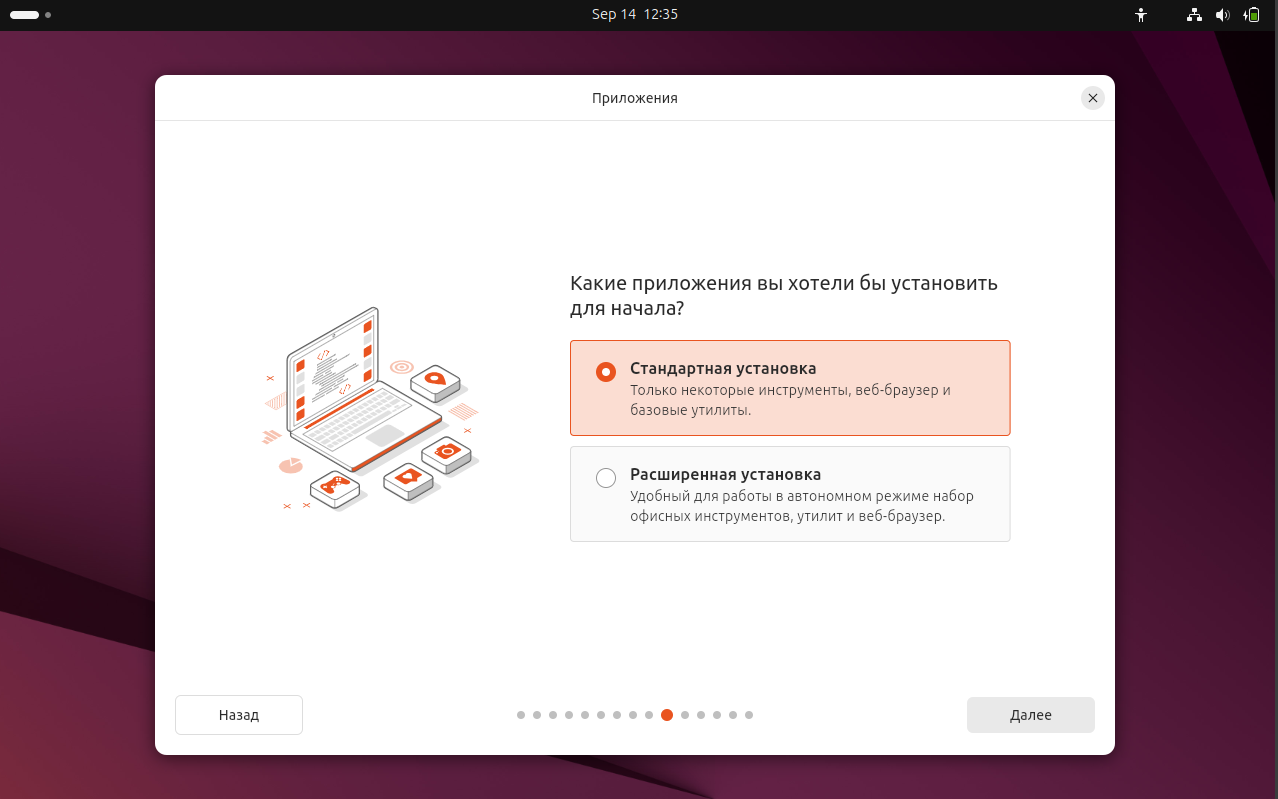 Sep 14 12:35
Приложения
Какие приложения вы хотели бы установить
для начала?
Стандартная установка
Только некоторые инструменты, веб-браузер и
базовые утилиты.
Расширенная установка
Удобный для работы в автономном режиме набор
офисных инструментов, утилит и веб-браузер.
Назад
Далее